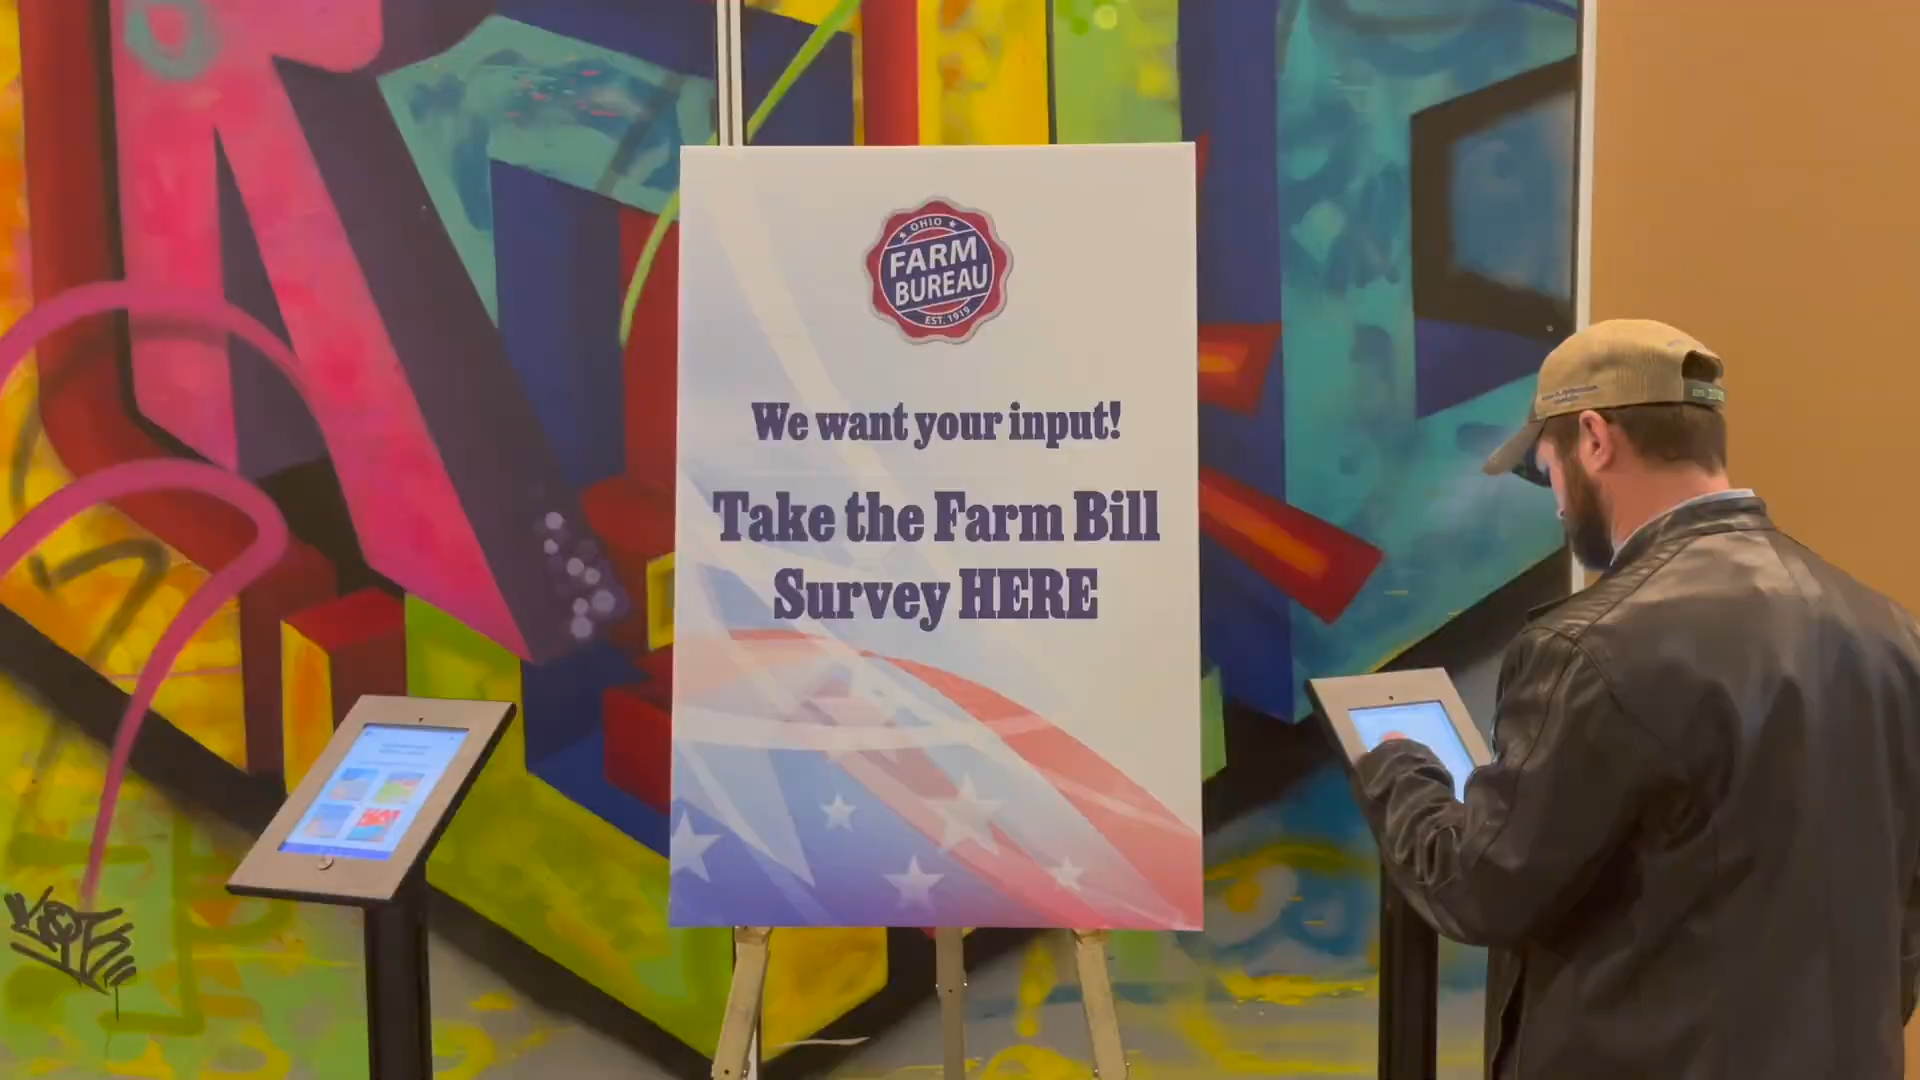 OHIO
FARM
BUREAU
EST. 1919
We want your input!
Take the Farm Bill
Survey HERE